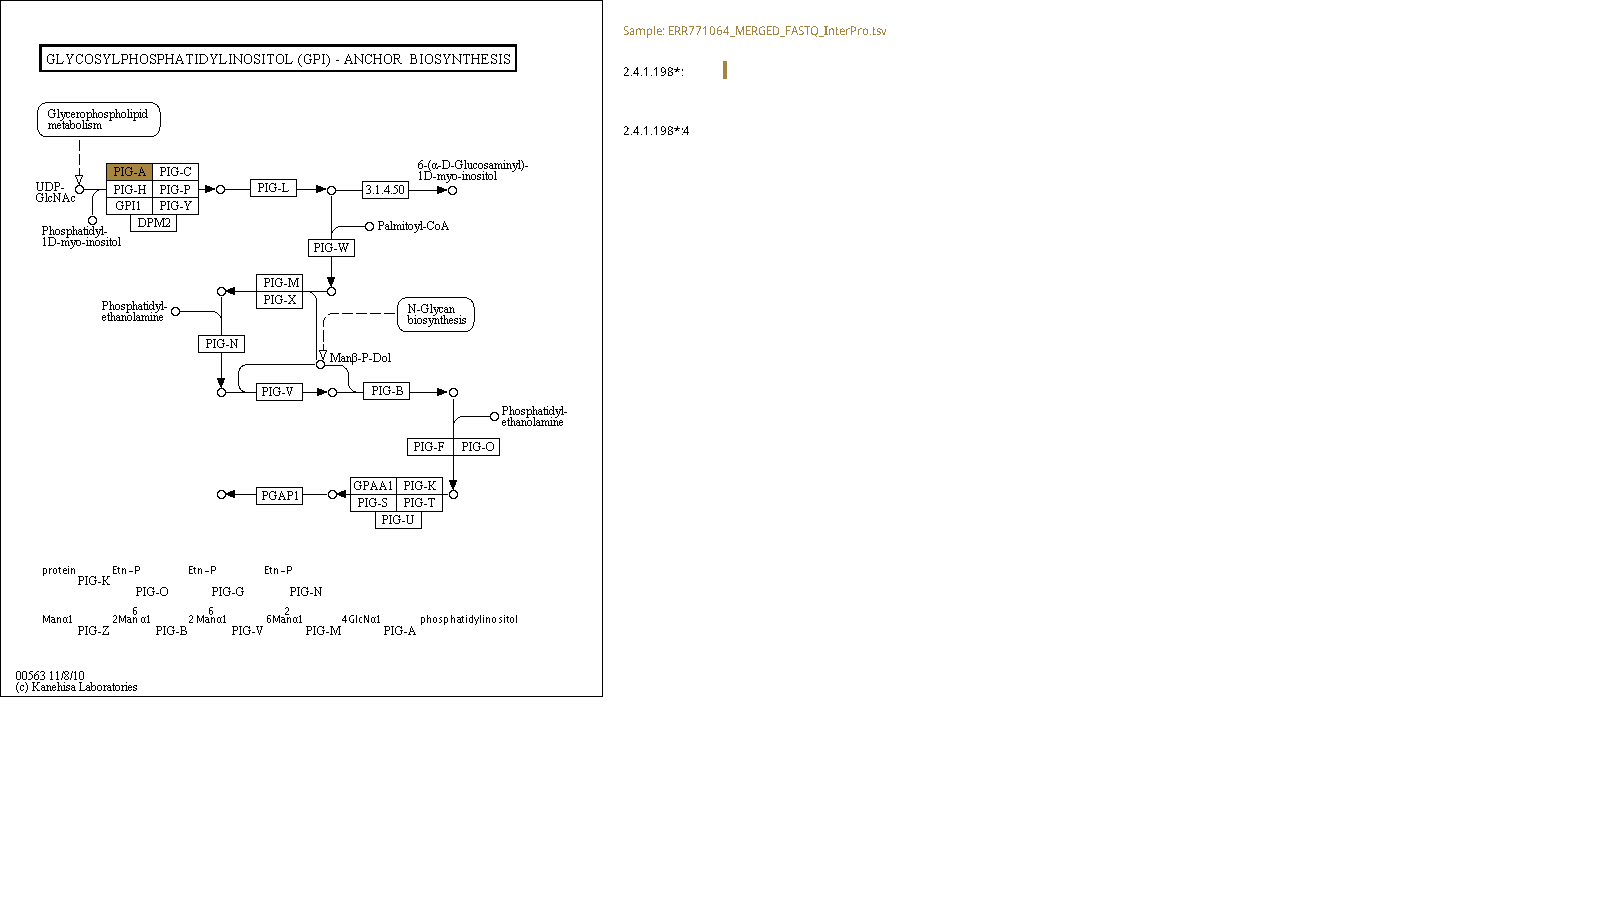 GLYCOSYLPHOSPHATIDYLINOSITOL (GPI) - ANCHOR BIOSYNTHESIS
Sample: ERR771064_MERGED_FASTQ_InterPro.tsv
2.4.1.198*:
2.4.1.198*:4
Glycerophospholipid
metabolism
UDP-
GlcNAc
PIG-A PIG-C
PIG-H PIG-P
GPI1 PIG-Y
DPM2
Phosphatidyl-
1D-myo-inositol
PIG-L
3.1.4.50
6-(α-D-Glucosaminyl)-
1D-myo-inositol
Palmitoyl-CoA
PIG-W
PIG-M
PIG-X
Phosphatidyl-
ethanolamine
N-Glycan
biosynthesis
PIG-N
Manβ-P-Dol
PIG-V
PIG-B
Phosphatidyl-
ethanolamine
PIG-F PIG-O
GPAA1 PIG-K
PIG-S PIG-T
PIG-U
PGAP1
protein Etn-P Etn-P Etn-P
PIG-K
PIG-O PIG-G PIG-N
6 6 2
Manα1 2Manα1 2Manα1 6Manα1 4GlcNα1 phosphatidylinositol
PIG-Z PIG-B PIG-V PIG-M PIG-A
00563 11/8/10
(c) Kanehisa Laboratories